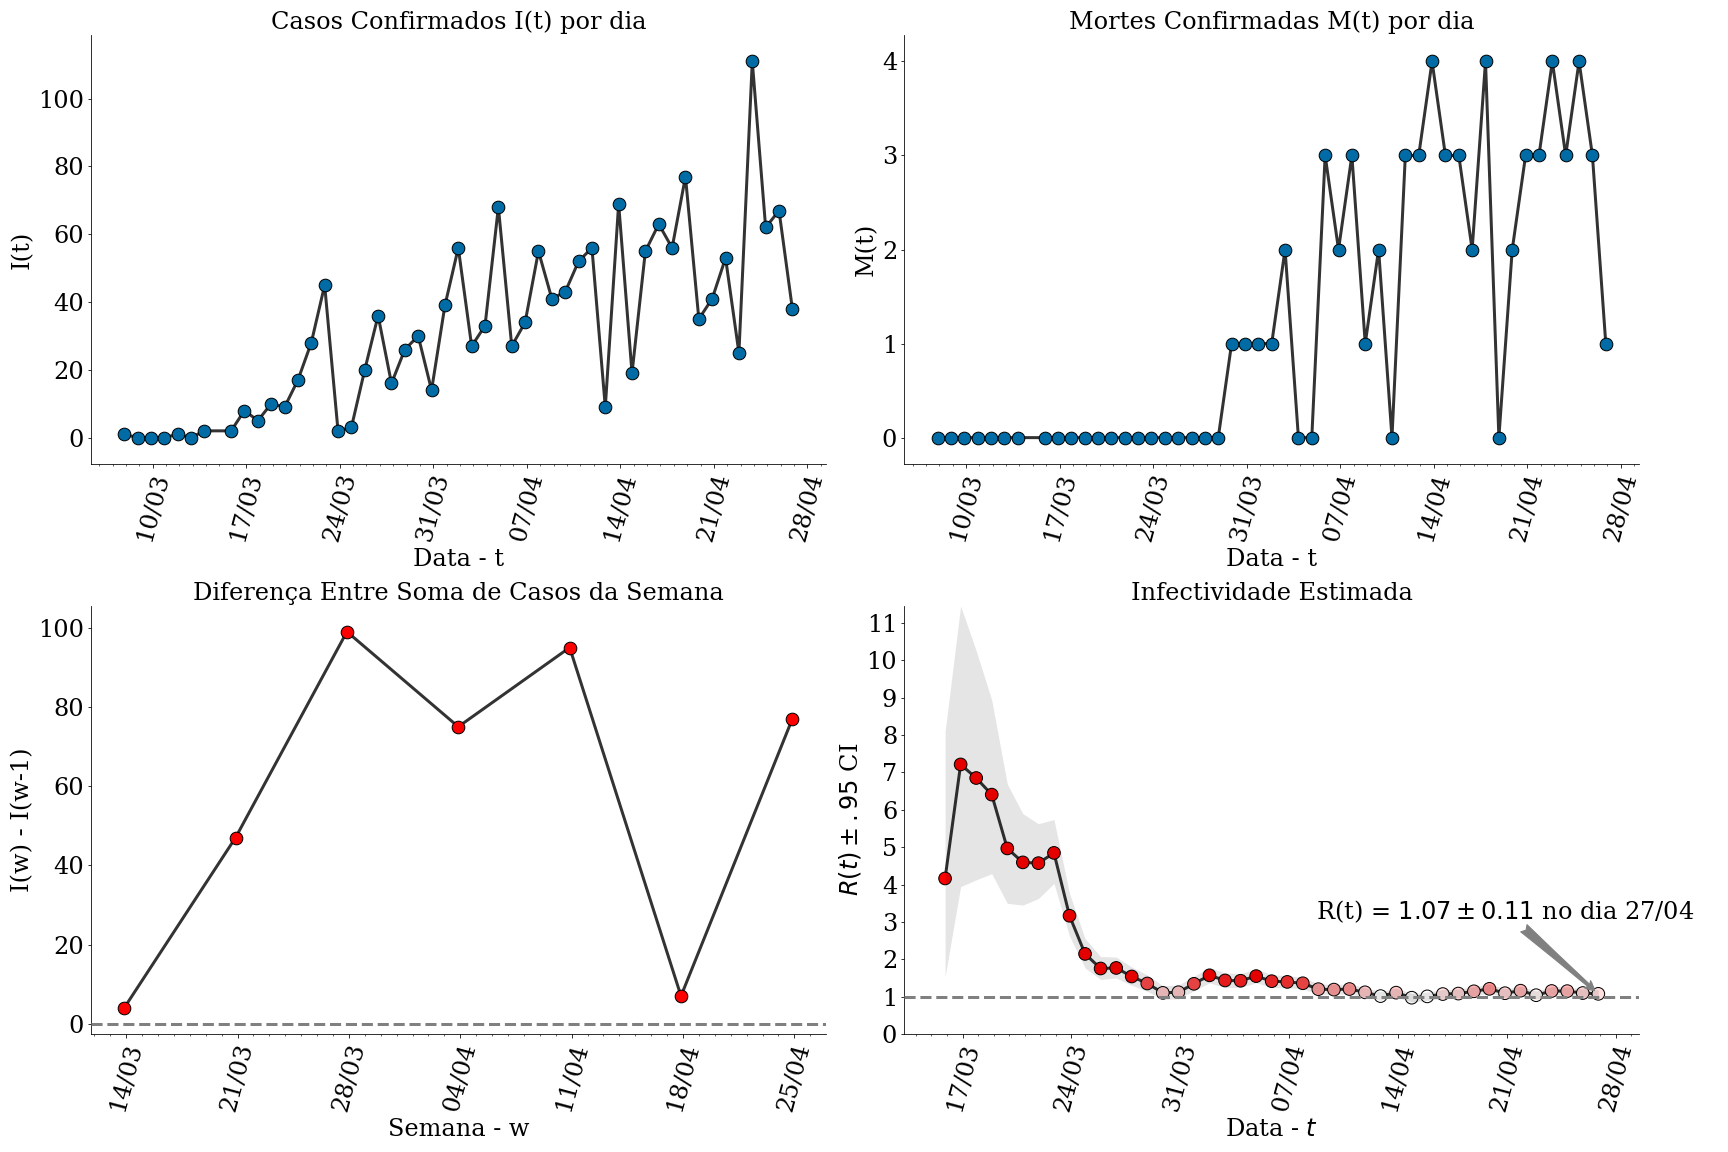 Casos Confirmados I(t) por dia
I(t)
100
80
60
40
20
0
10/03 17/03 24/03 31/03 07/04 14/04 21/04 28/04
Data - t
Mortes Confirmadas M(t) por dia
M(t)
4
3
2
1
0
10/03 17/03 24/03 31/03 07/04 14/04 21/04 28/04
Data - t
Diferença Entre Soma de Casos da Semana
I(w) - I(w-1)
100
80
60
40
20
0
14/03 21/03 28/03 04/04 11/04 18/04 25/04
Semana - w
Infectividade Estimada
R(t) ± .95 CI
11
10
9
8
7
6
5
4
3
2
1
0
R(t) = 1.07 ± 0.11 no dia 27/04
17/03 24/03 31/03 07/04 14/04 21/04 28/04
Data - t